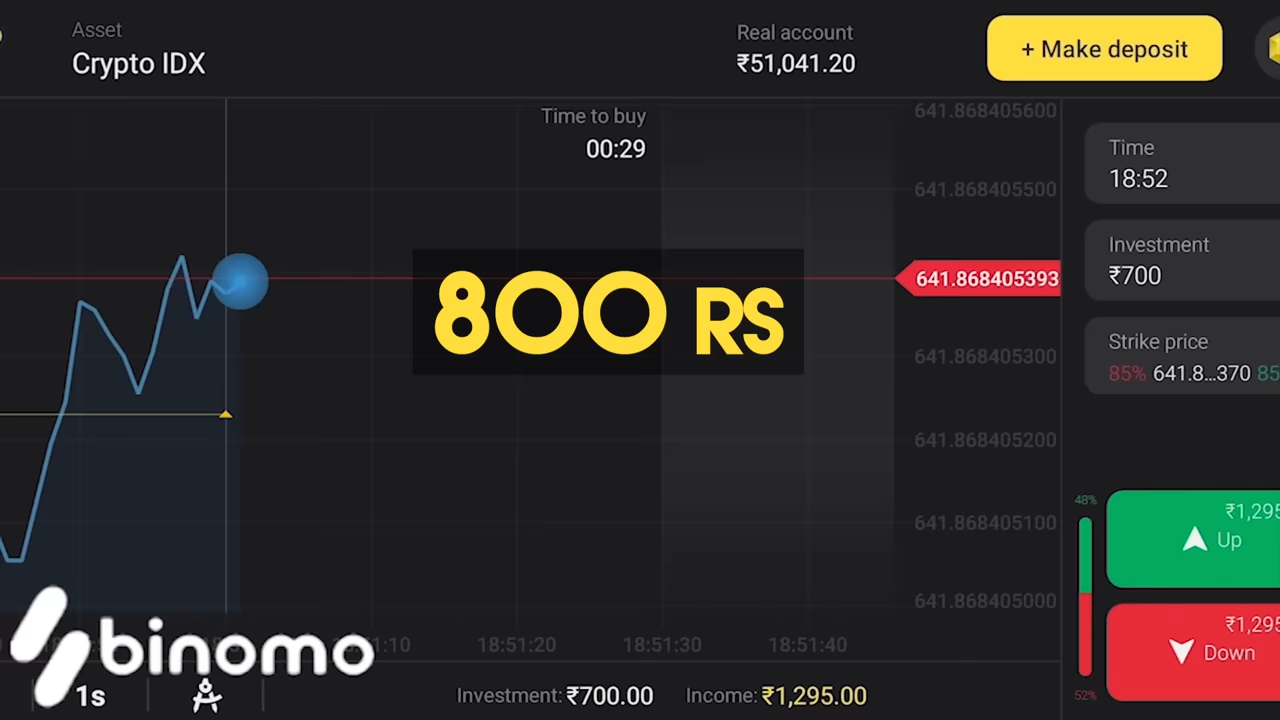 Asset
Crypto IDX
Real account
₹51,041.20
+ Make deposit
Time to buy
00:29
641.868405600
641.868405500
641.868405393
641.868405300
641.868405200
641.868405100
641.868405000
800 RS
Time
18:52
Investment
₹700
Strike price
85% 641.8...370 85
48%
₹1,295
Up
₹1,295
Down
52%
:10
18:51:20
18:51:30
18:51:40
binomo
1s
Investment: ₹700.00
Income: ₹1,295.00